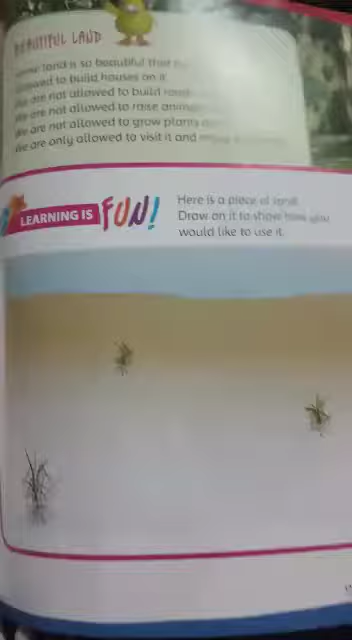 BEAUTIFUL LAND
land is so beautiful that
allowed to build houses on it.
We are not allowed to build
We are not allowed to raise
We are not allowed to grow plants
We are only allowed to visit it and
LEARNING IS FUN!
Here is a piece of land.
Draw on it to show how you
would like to use it.